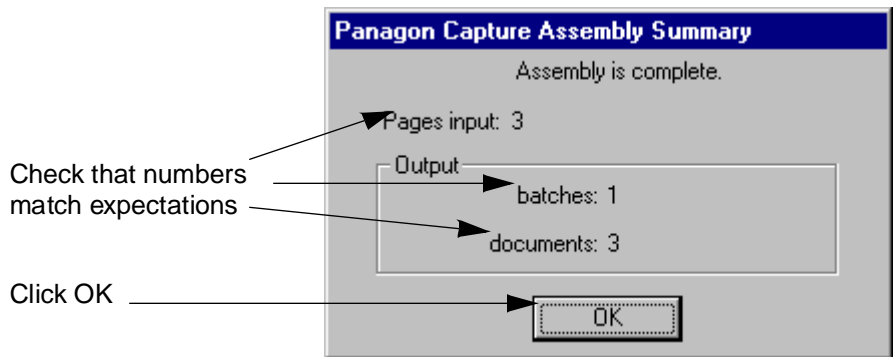 Panagon Capture Assembly Summary
Assembly is complete.
Pages input: 3
Check that numbers
match expectations
Output
batches: 1
documents: 3
Click OK
OK